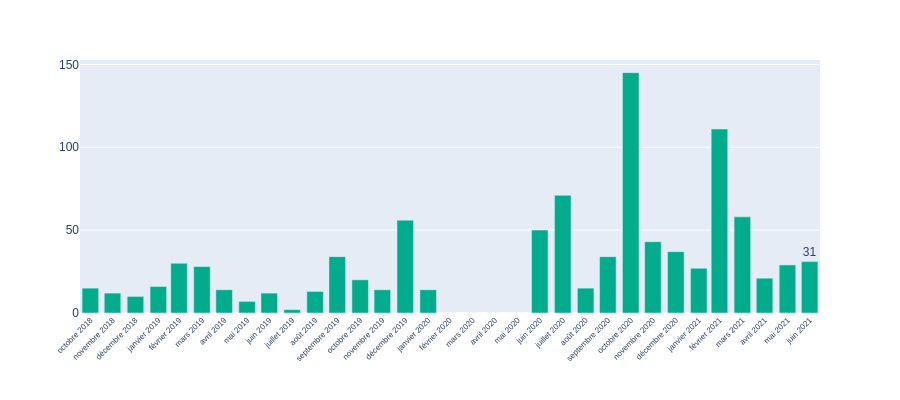 150
100
50
0
31
octobre 2018
novembre 2018
décembre 2018
janvier 2019
février 2019
mars 2019
avril 2019
mai 2019
juin 2019
juillet 2019
août 2019
septembre 2019
octobre 2019
novembre 2019
décembre 2019
janvier 2020
février 2020
mars 2020
avril 2020
mai 2020
juin 2020
juillet 2020
août 2020
septembre 2020
octobre 2020
novembre 2020
décembre 2020
janvier 2021
février 2021
mars 2021
avril 2021
mai 2021
juin 2021